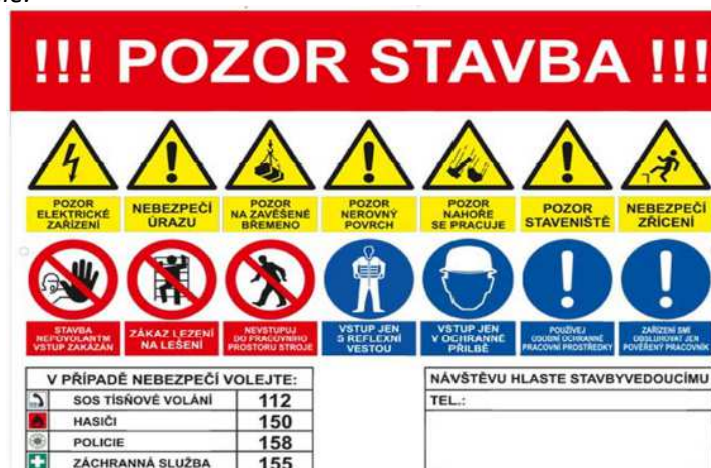 !!! POZOR STAVBA !!!
POZOR
ELEKTRICKÉ
ZAŘÍZENÍ
NEBEZPEČÍ
ÚRAZU
POZOR
NA ZAVĚŠENÉ
BŘEMENO
POZOR
NEROVNÝ
POVRCH
POZOR
NAHOŘE
SE PRACUJE
POZOR
STAVENIŠTĚ
NEBEZPEČÍ
ZŘÍCENÍ
STAVBA
NEPOVOLANÝM
VSTUP ZAKÁZÁN
ZÁKAZ LEZENÍ
NA LEŠENÍ
NEVSTUPUJ
DO PRACOVNÍHO
PROSTORU STROJE
VSTUP JEN
S REFLEXNÍ
VESTOU
VSTUP JEN
V OCHRANNÉ
PŘILBĚ
POUŽÍVEJ
OSOBNÍ OCHRANNÉ
PRACOVNÍ PROSTŘEDKY
ZAŘÍZENÍ SMÍ
OBSLUHOVAT JEN
POVĚŘENÝ PRACOVNÍK
V PŘÍPADĚ NEBEZPEČÍ VOLEJTE:
SOS TÍSŇOVÉ VOLÁNÍ 112
HASIČI 150
POLICIE 158
ZÁCHRANNÁ SLUŽBA 155
NÁVŠTĚVU HLASTE STAVBYVEDOUCÍMU
TEL.: